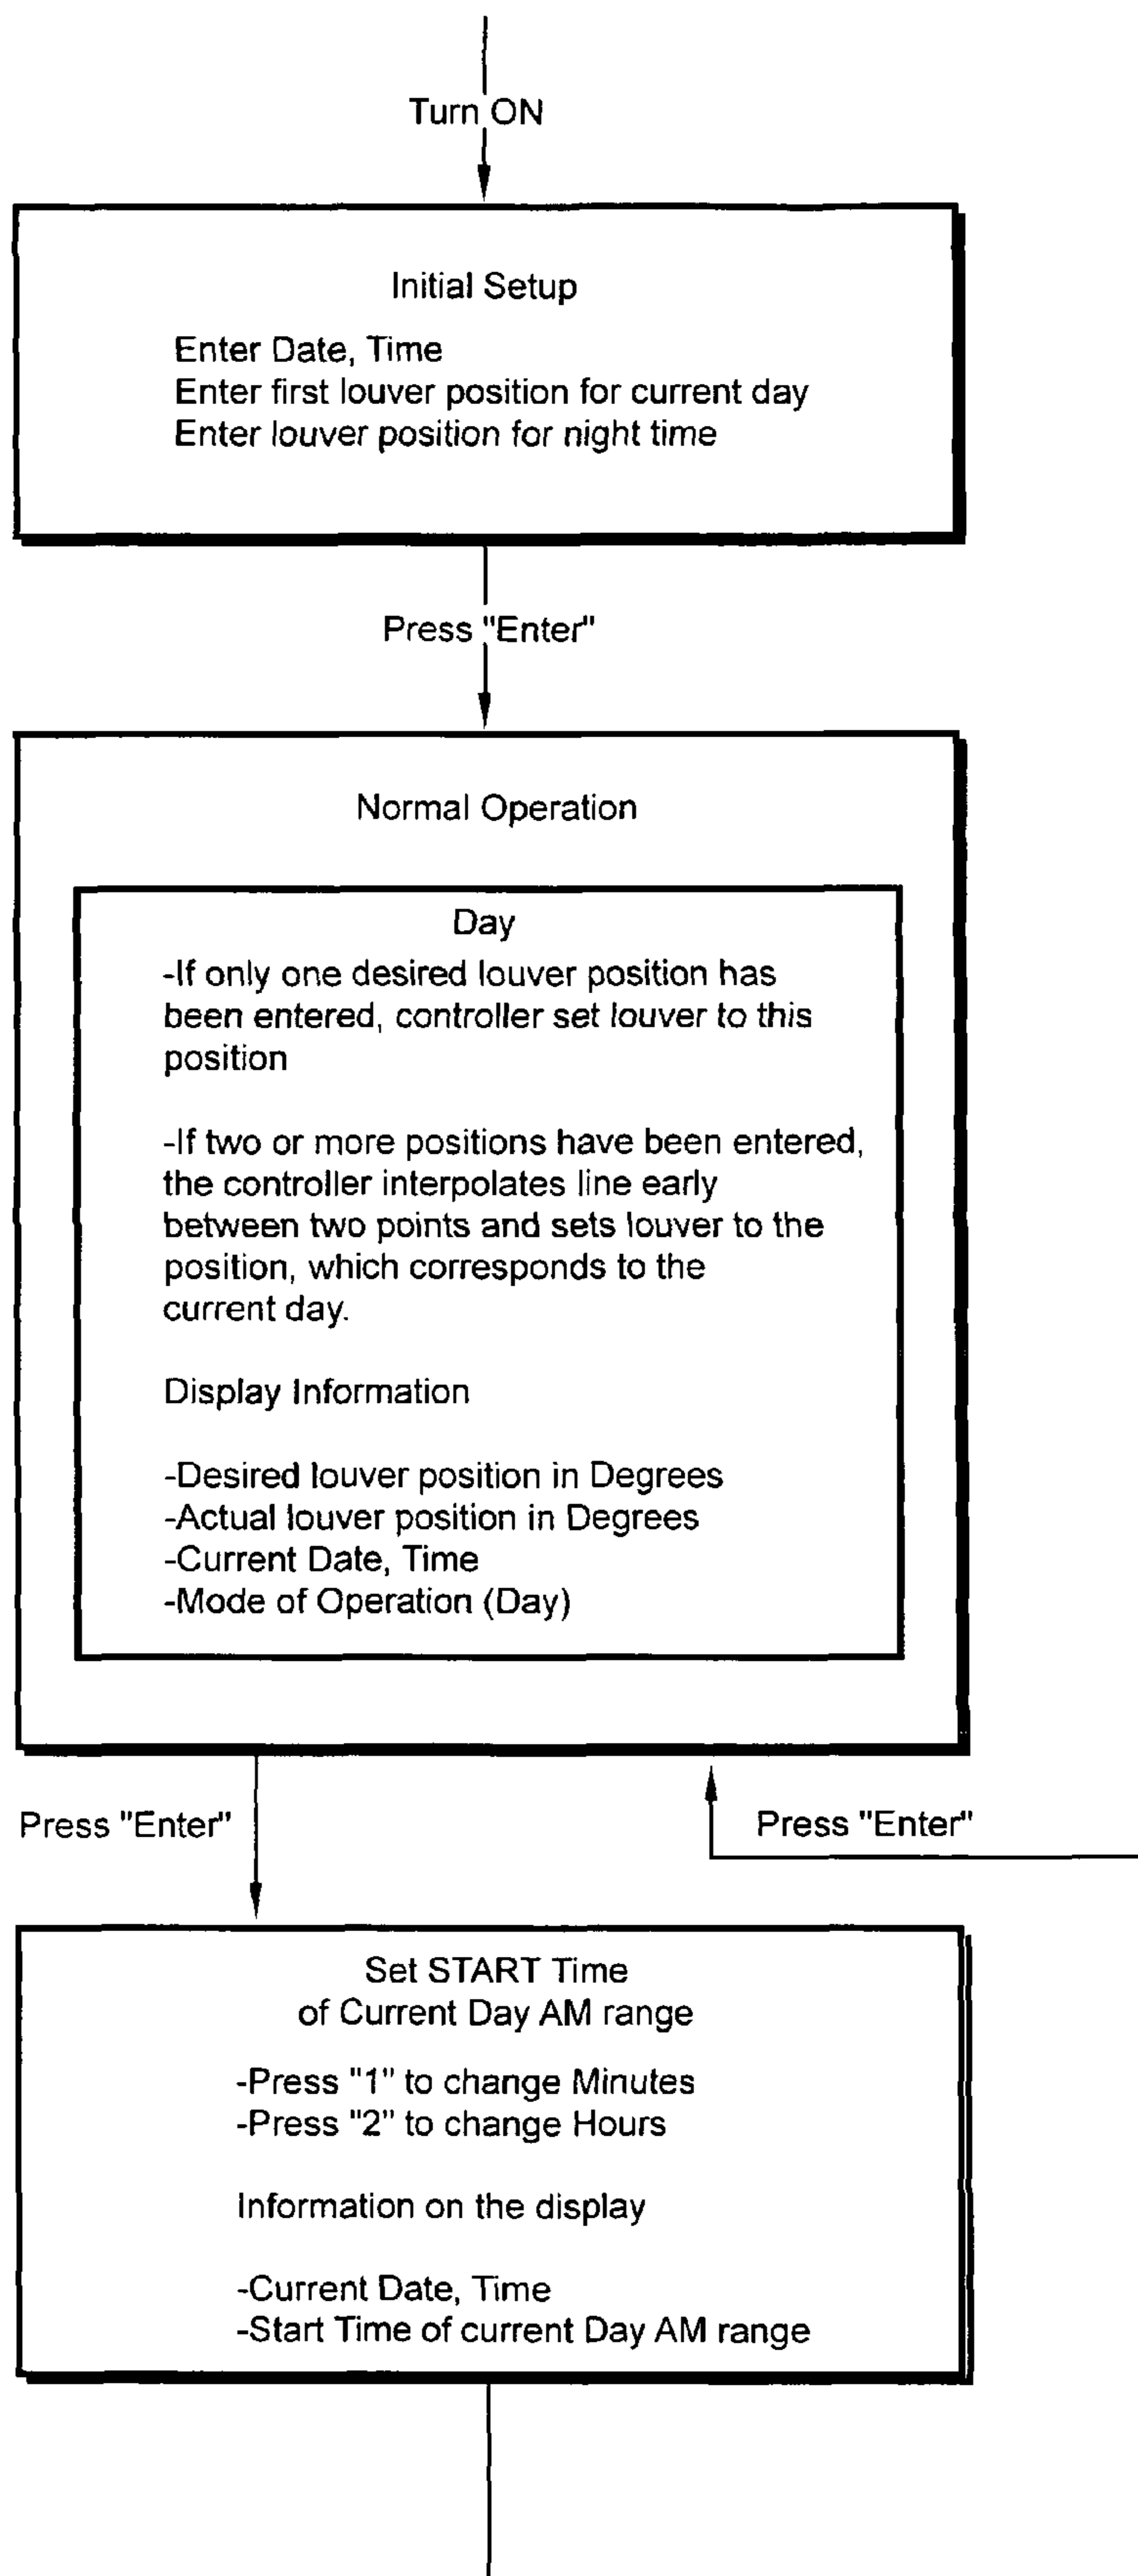 Turn ON
Initial Setup
Enter Date, Time
Enter first louver position for current day
Enter louver position for night time
Press "Enter"
Normal Operation
Day
-If only one desired louver position has
been entered, controller set louver to this
position
-If two or more positions have been entered,
the controller interpolates line early
between two points and sets louver to the
position, which corresponds to the
current day.
Display Information
-Desired louver position in Degrees
-Actual louver position in Degrees
-Current Date, Time
-Mode of Operation (Day)
Press "Enter"
Press "Enter"
Set START Time
of Current Day AM range
-Press "1" to change Minutes
-Press "2" to change Hours
Information on the display
-Current Date, Time
-Start Time of current Day AM range